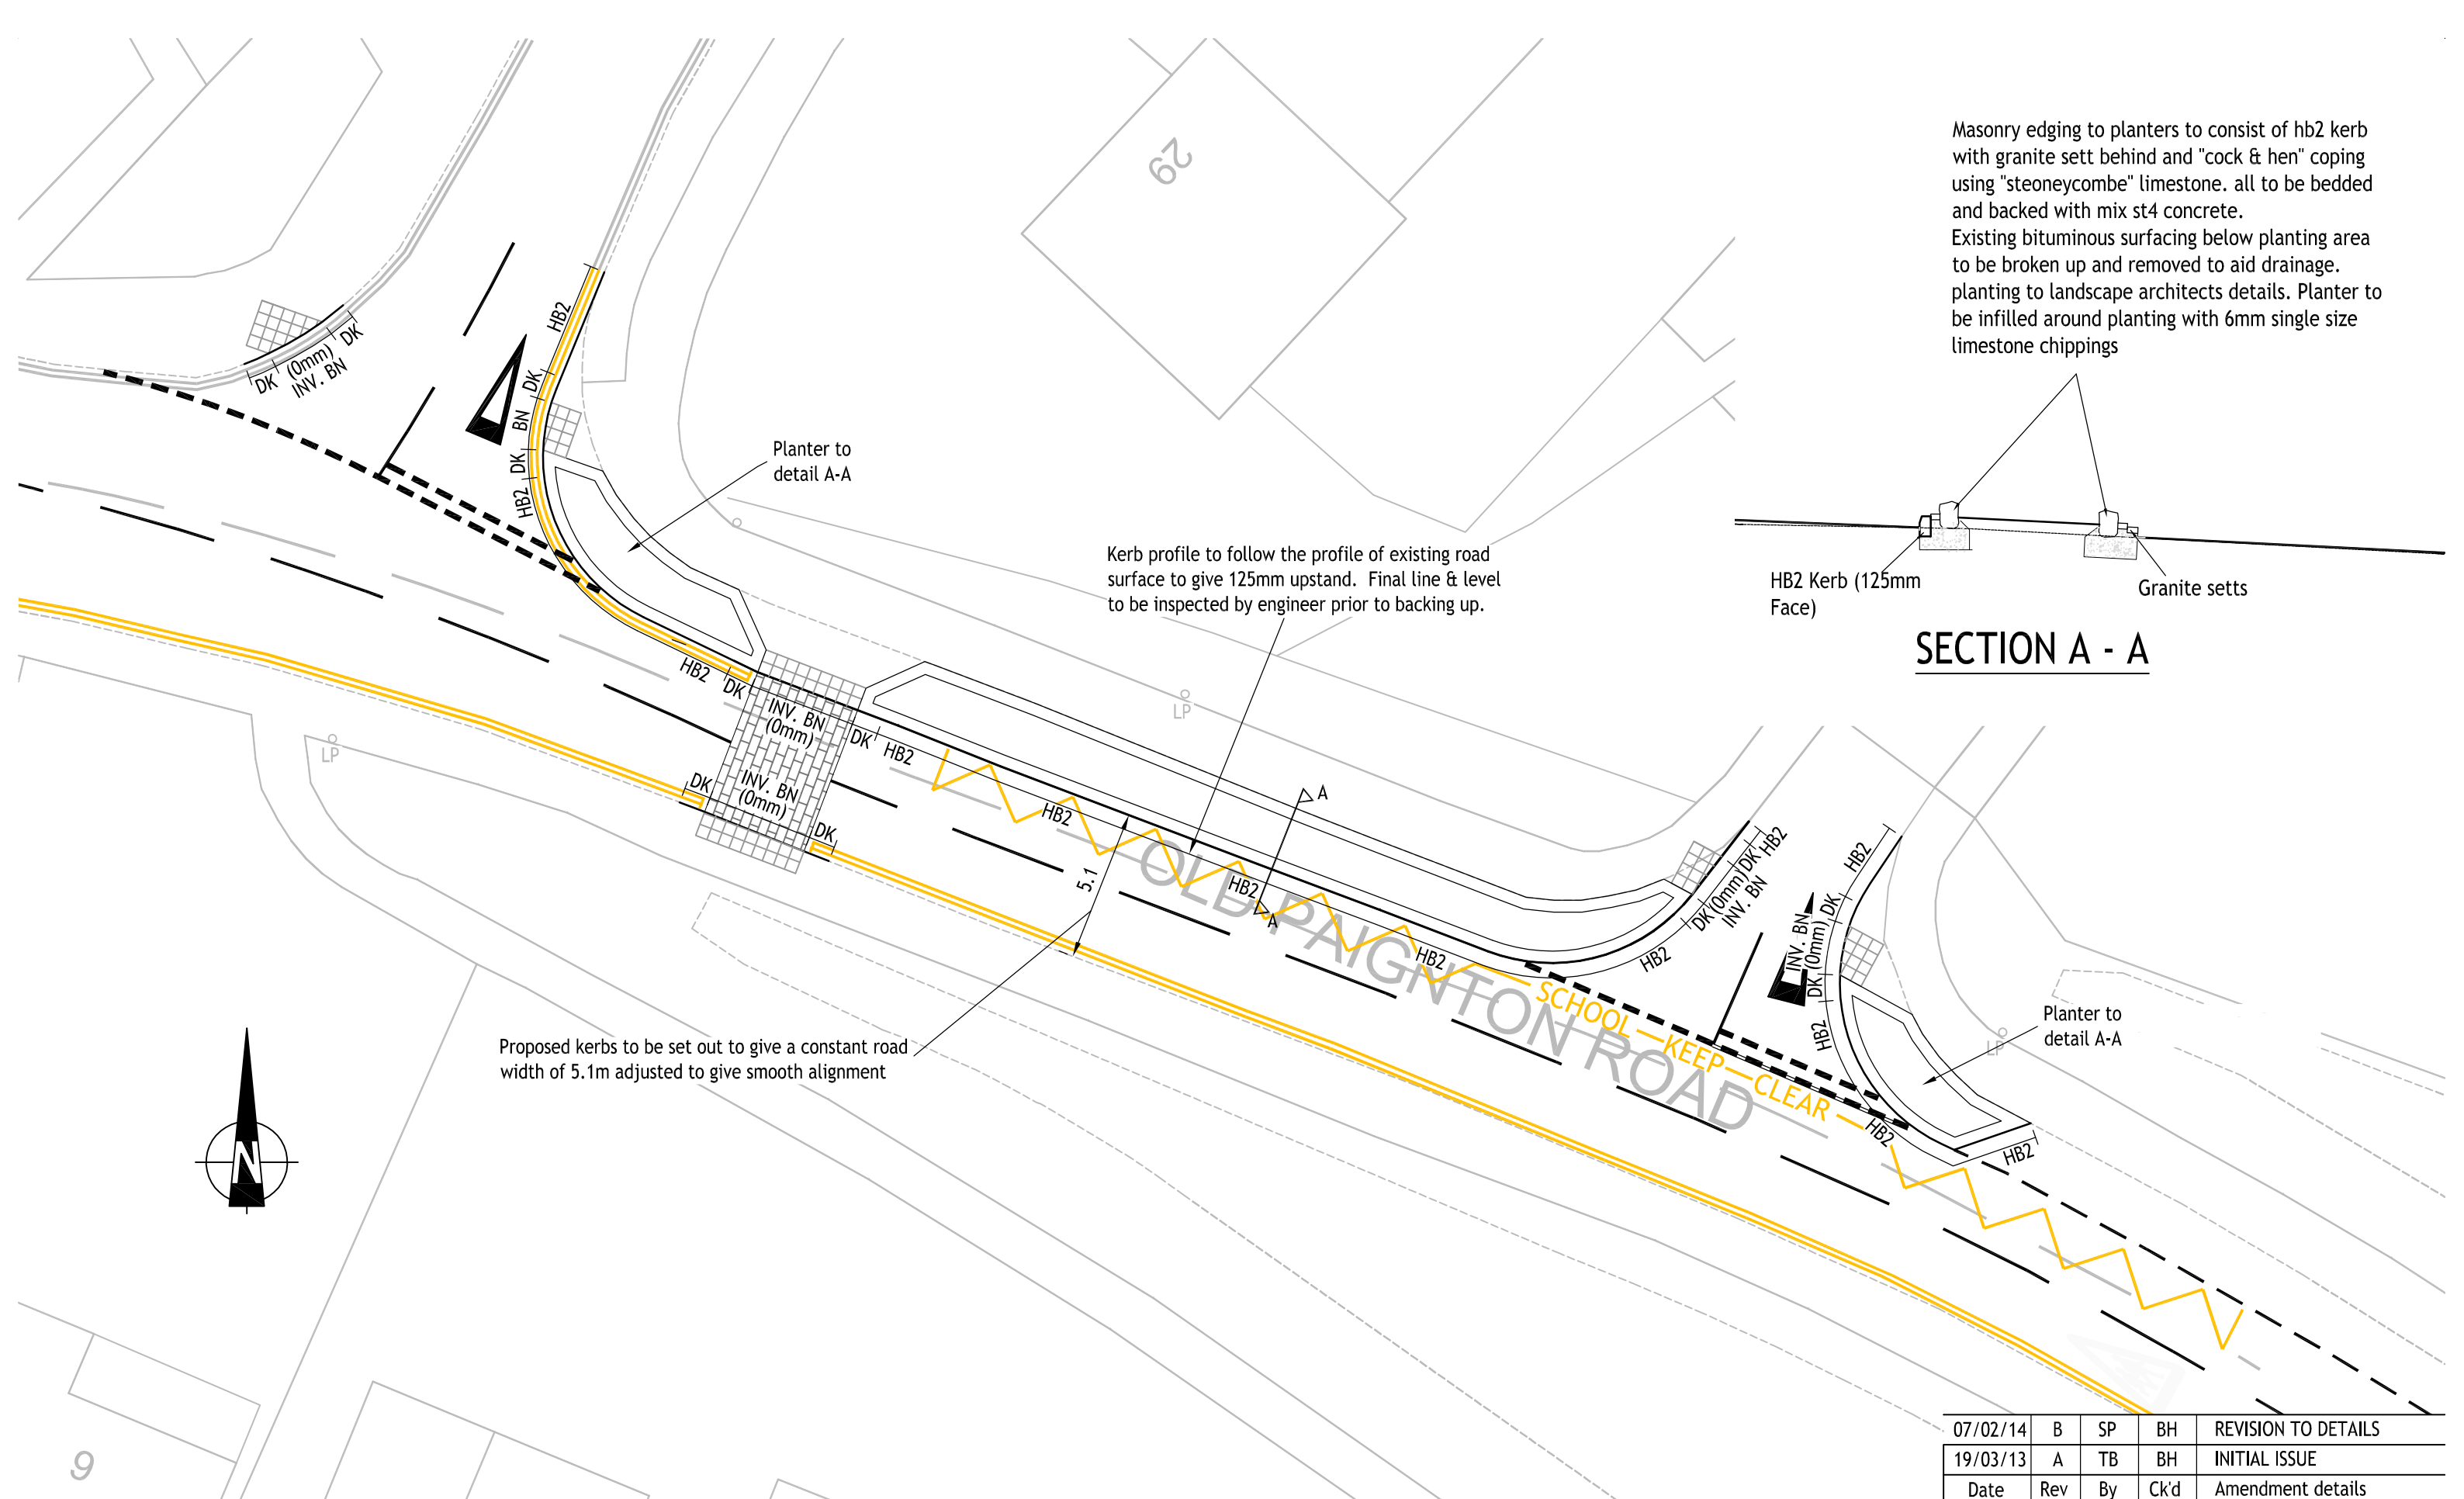 29
Masonry edging to planters to consist of hb2 kerb
with granite sett behind and "cock & hen" coping
using "steoneycombe" limestone. all to be bedded
and backed with mix st4 concrete.
Existing bituminous surfacing below planting area
to be broken up and removed to aid drainage.
planting to landscape architects details. Planter to
be infilled around planting with 6mm single size
limestone chippings
HB2 Kerb (125mm
Face)
Granite setts
SECTION A - A
DK
(0mm)
INV. BN
DK
HB2
DK
BN
DK
HB2
Planter to
detail A-A
Kerb profile to follow the profile of existing road
surface to give 125mm upstand.  Final line & level
to be inspected by engineer prior to backing up.
HB2
DK
INV. BN
(0mm)
DK
HB2
LP
LP
DK
INV. BN
(0mm)
DK
HB2
A
HB2
A
5.1
OLD PAIGNTON ROAD
HB2
HB2
DK
(0mm)
INV. BN
DK
HB2
HB2
DK
INV. BN
(0mm)
DK
HB2
SCHOOL KEEP CLEAR
Planter to
detail A-A
LP
HB2
HB2
Proposed kerbs to be set out to give a constant road
width of 5.1m adjusted to give smooth alignment
N
6
07/02/14 B SP BH REVISION TO DETAILS
19/03/13 A TB BH INITIAL ISSUE
Date Rev By Ck'd Amendment details